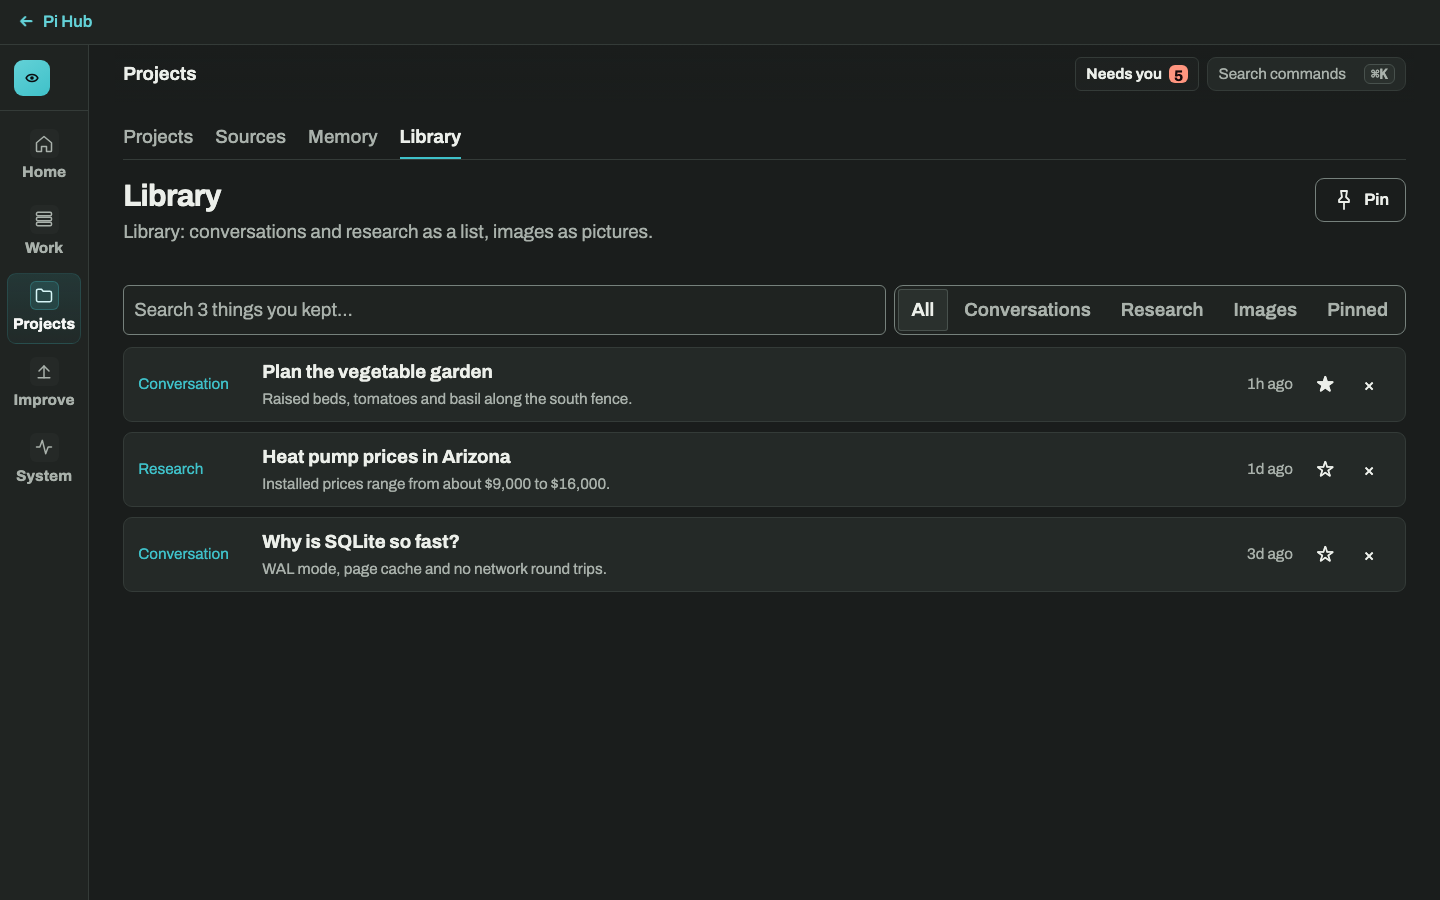 Pi Hub
Projects
Needs you 5
Search commands ⌘K
Home
Work
Projects
Improve
System
Projects Sources Memory Library
Library
Pin
Library: conversations and research as a list, images as pictures.
Search 3 things you kept...
All Conversations Research Images Pinned
Conversation
Plan the vegetable garden
Raised beds, tomatoes and basil along the south fence.
1h ago
Research
Heat pump prices in Arizona
Installed prices range from about $9,000 to $16,000.
1d ago
Conversation
Why is SQLite so fast?
WAL mode, page cache and no network round trips.
3d ago